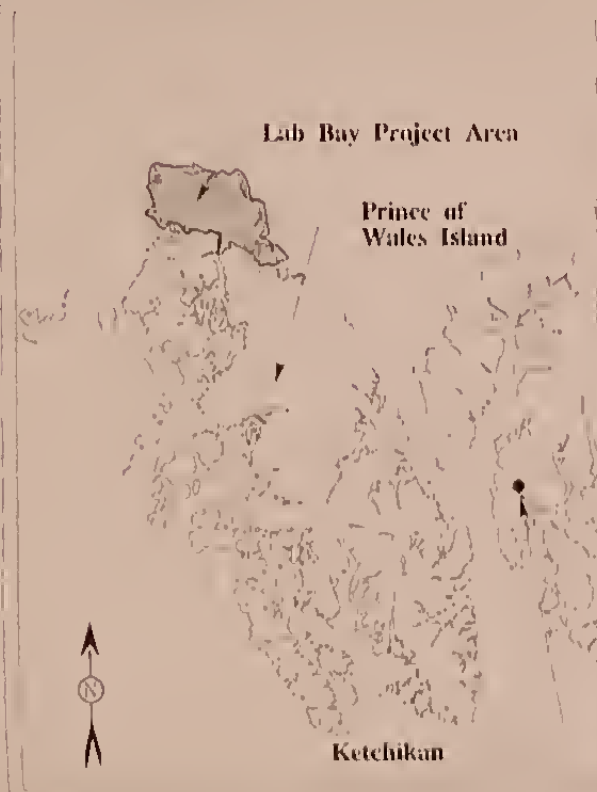 Lab Bay Project Area
Prince of
Wales Island
N
Ketchikan